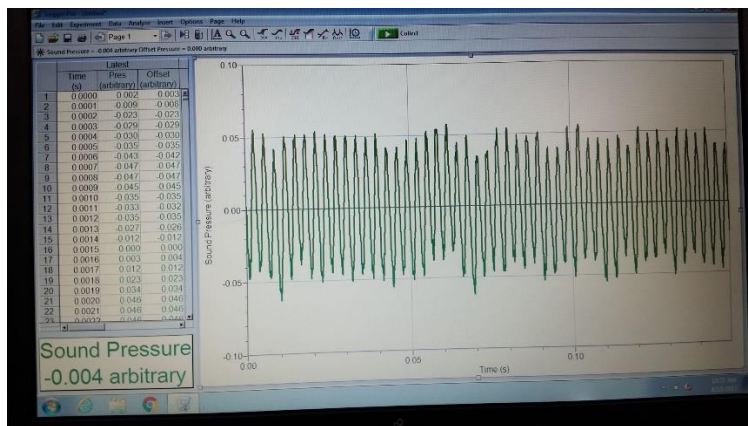 File Edit Experiment Data Analyze Insert Options Page Help
Page 1
Collect
Sound Pressure = -0.004 arbitrary Offset Pressure = 0.000 arbitrary
Latest
Time Pres Offset
(s) (arbitrary) (arbitrary)
1 0.0000 0.002 0.003
2 0.0001 -0.009 -0.008
3 0.0002 -0.023 -0.023
4 0.0003 -0.029 -0.029
5 0.0004 -0.030 -0.030
6 0.0005 -0.035 -0.035
7 0.0006 -0.043 -0.042
8 0.0007 -0.047 -0.047
9 0.0008 -0.047 -0.047
10 0.0009 -0.045 -0.045
11 0.0010 -0.035 -0.035
12 0.0011 -0.033 -0.032
13 0.0012 -0.035 -0.035
14 0.0013 -0.027 -0.026
15 0.0014 -0.012 -0.012
16 0.0015 0.000 0.000
17 0.0016 0.003 0.004
18 0.0017 0.012 0.012
19 0.0018 0.023 0.023
20 0.0019 0.034 0.034
21 0.0020 0.046 0.046
22 0.0021 0.046 0.046
23 0.0022 0.046 0.046
Sound Pressure
-0.004 arbitrary
0.10
0.05
0.00
-0.05
-0.10
Sound Pressure (arbitrary)
0.00 0.05 0.10
Time (s)